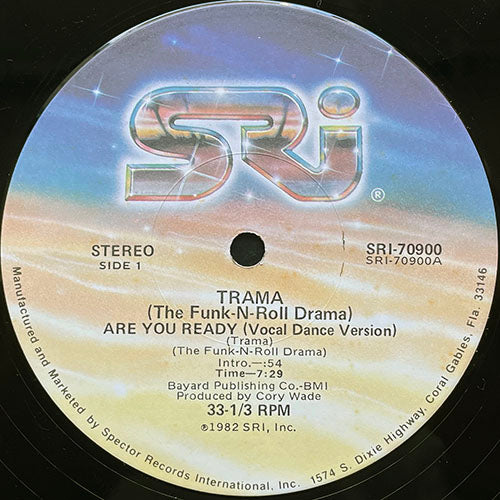 SRi
®
STEREO
SIDE 1
SRI-70900
SRI-70900A
TRAMA
(The Funk-N-Roll Drama)
ARE YOU READY (Vocal Dance Version)
(Trama)
(The Funk-N-Roll Drama)
Intro.—:54
Time—7:29
Bayard Publishing Co.-BMI
Produced by Cory Wade
33-1/3 RPM
℗1982 SRI, Inc.
Manufactured and Marketed by Spector Records International, Inc. 1574 S. Dixie Highway, Coral Gables, Fla. 33146